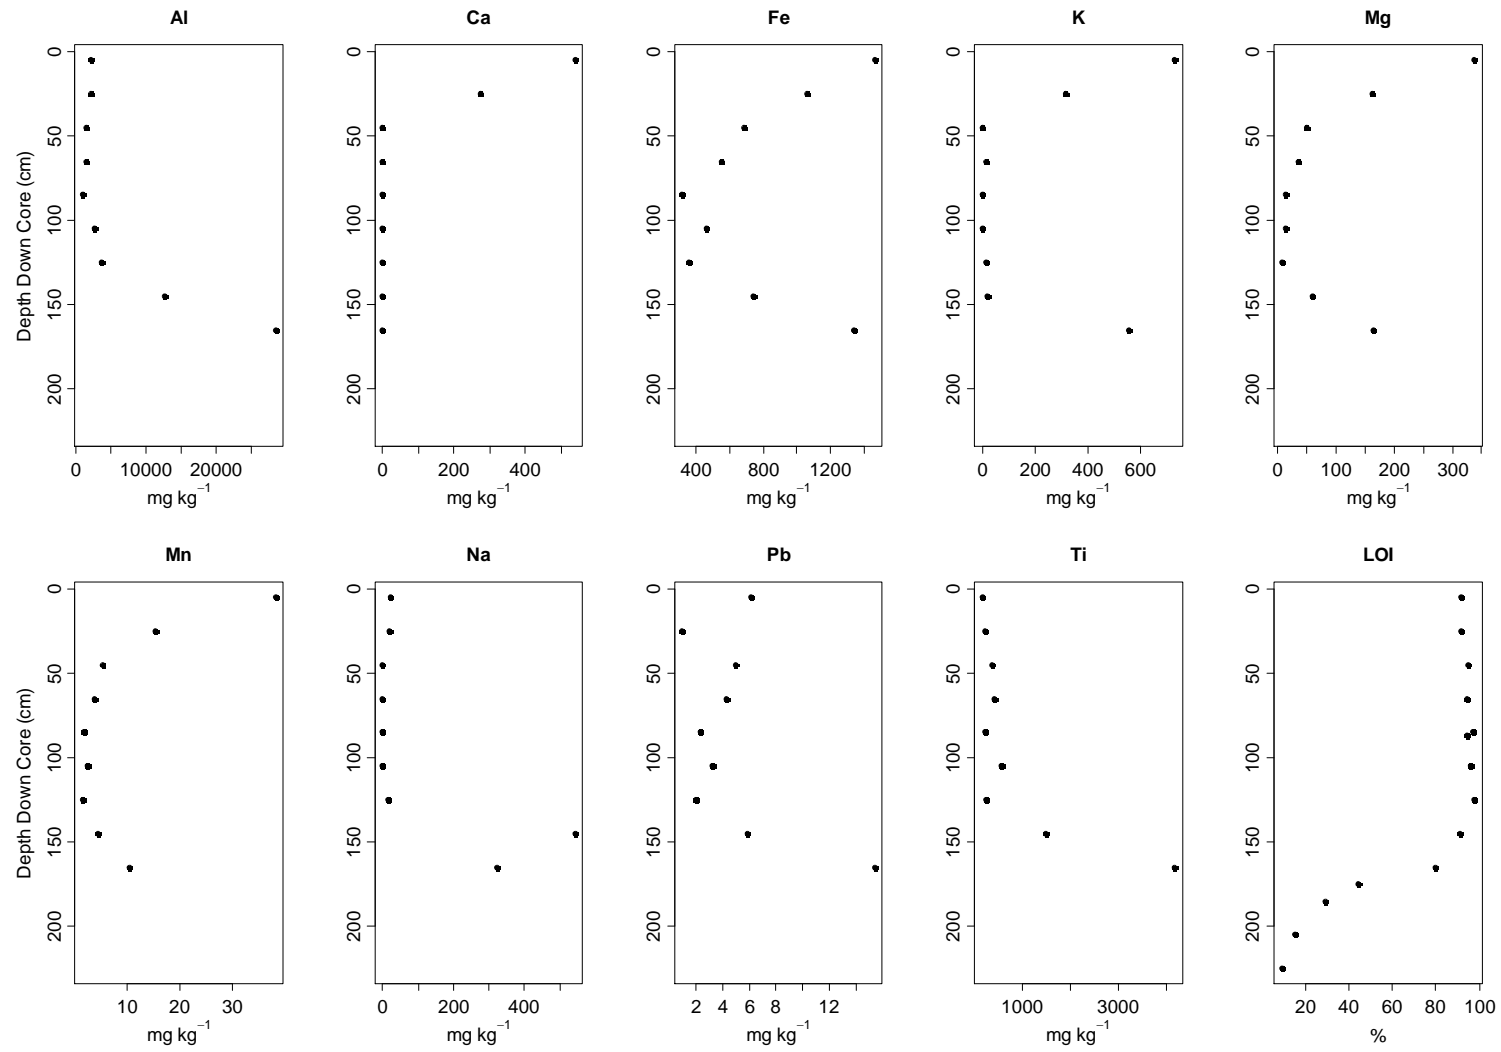 Al Ca Fe K Mg
Depth Down Core (cm)
0 50 100 150 200
0 50 100 150 200
0 50 100 150 200
0 50 100 150 200
0 50 100 150 200
0 10000 20000
0 200 400
400 800 1200
0 200 400 600
0 100 200 300
mg kg⁻¹ mg kg⁻¹ mg kg⁻¹ mg kg⁻¹ mg kg⁻¹
Mn Na Pb Ti LOI
Depth Down Core (cm)
0 50 100 150 200
0 50 100 150 200
0 50 100 150 200
0 50 100 150 200
0 50 100 150 200
10 20 30
0 200 400
2 4 6 8 12
1000 3000
20 40 60 80 100
mg kg⁻¹ mg kg⁻¹ mg kg⁻¹ mg kg⁻¹ %